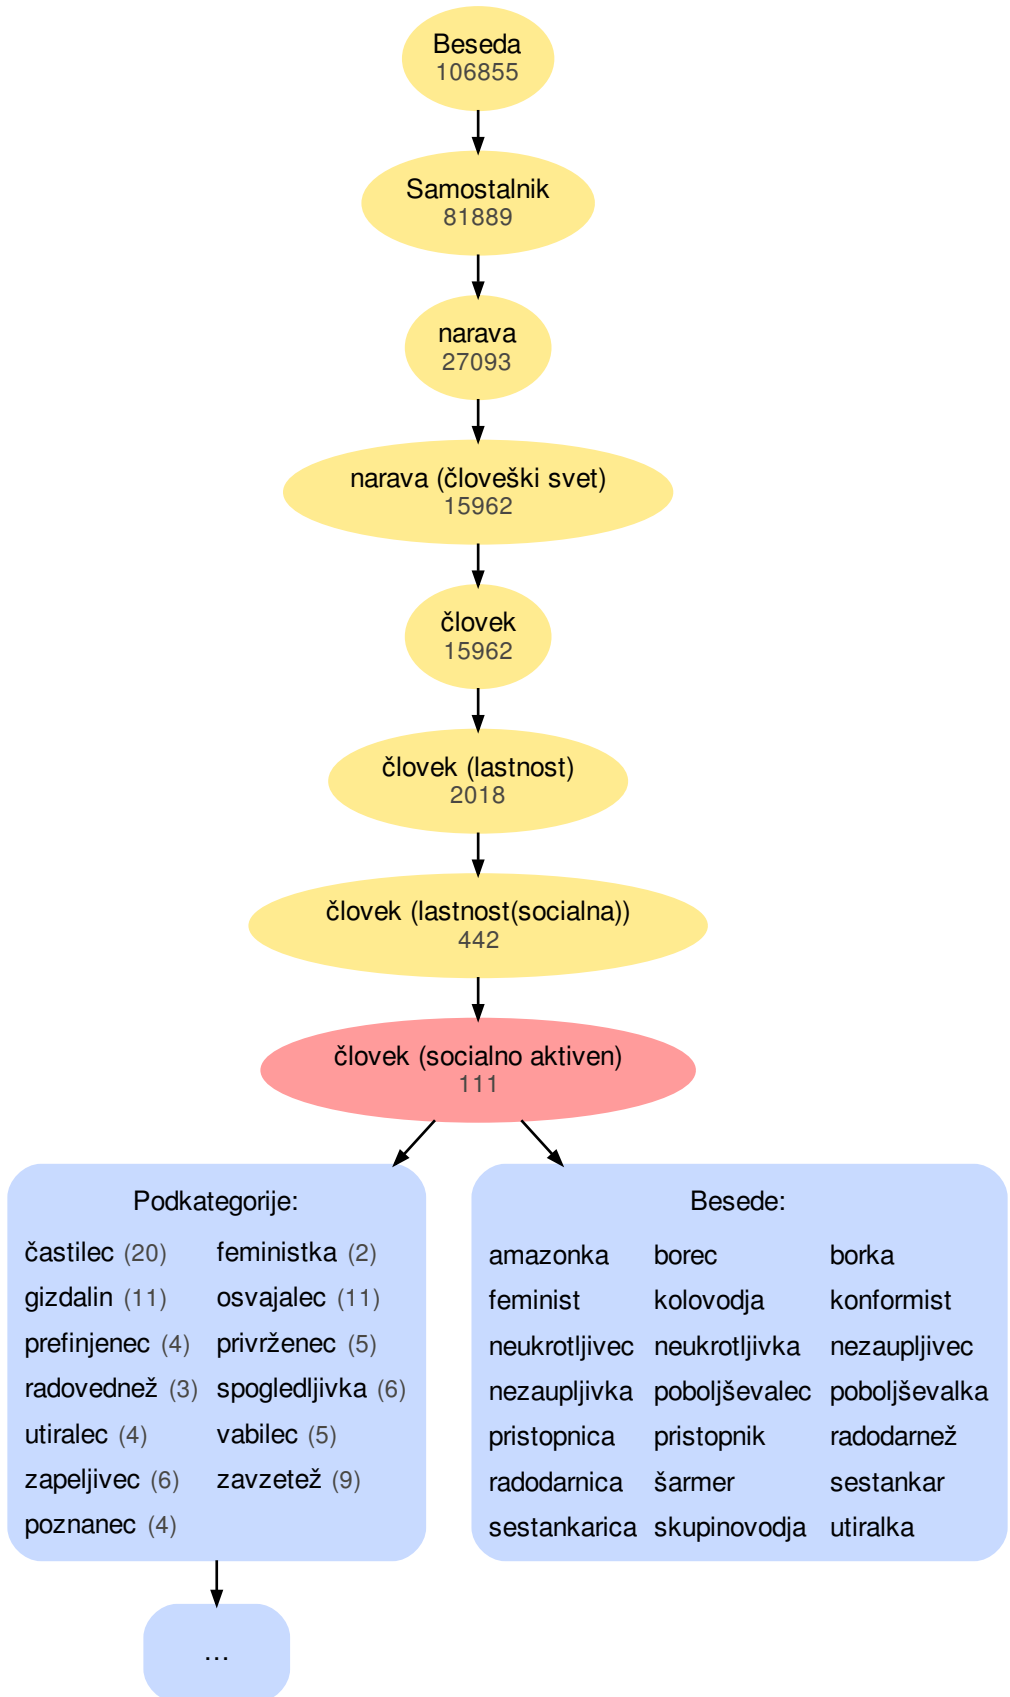 Beseda
106855
Samostalnik
81889
narava
27093
narava (človeški svet)
15962
človek
15962
človek (lastnost)
2018
človek (lastnost(socialna))
442
človek (socialno aktiven)
111
Podkategorije:
častilec (20) feministka (2)
gizdalin (11) osvajalec (11)
prefinjenec (4) privrženec (5)
radovednež (3) spogledljivka (6)
utiralec (4) vabilec (5)
zapeljivec (6) zavzetež (9)
poznanec (4)
...
Besede:
amazonka borec borka
feminist kolovodja konformist
neukrotljivec neukrotljivka nezaupljivec
nezaupljivka poboljševalec poboljševalka
pristopnica pristopnik radodarnež
radodarnica šarmer sestankar
sestankarica skupinovodja utiralka